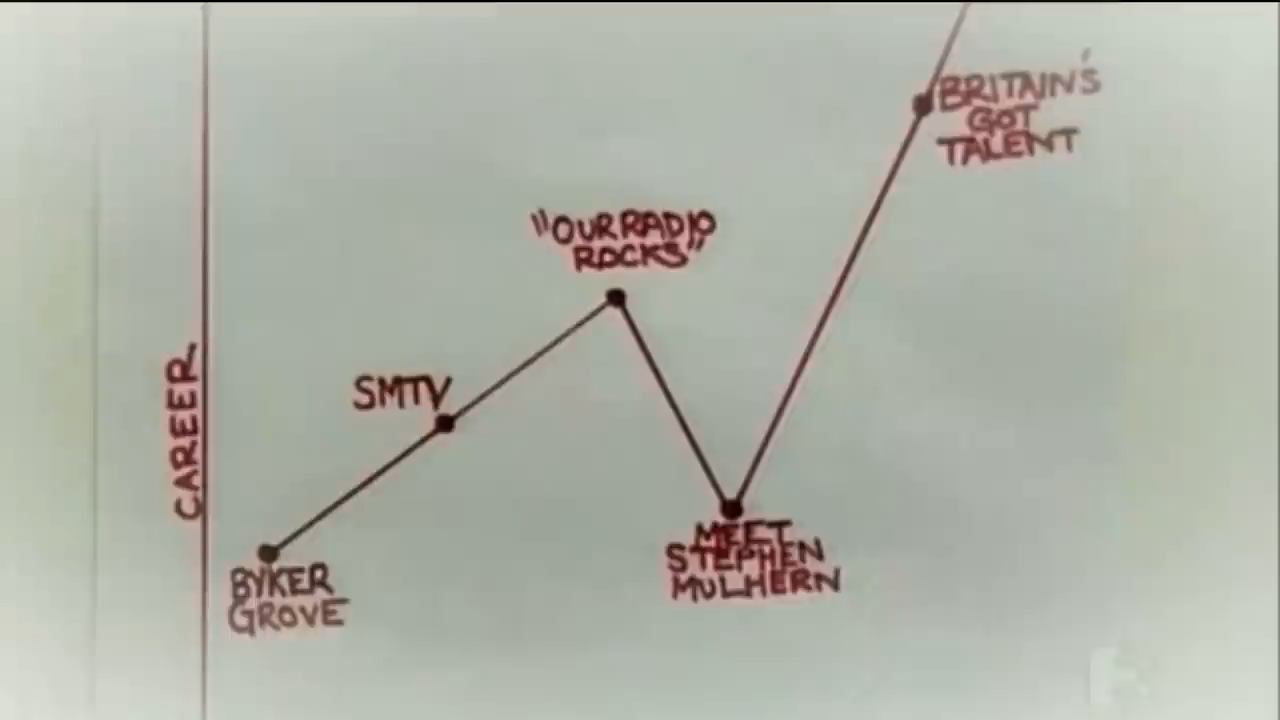 BRITAIN'S
GOT
TALENT
"OUR RADIO
ROCKS"
SMTV
CAREER
MEET
STEPHEN
MULHERN
BYKER
GROVE